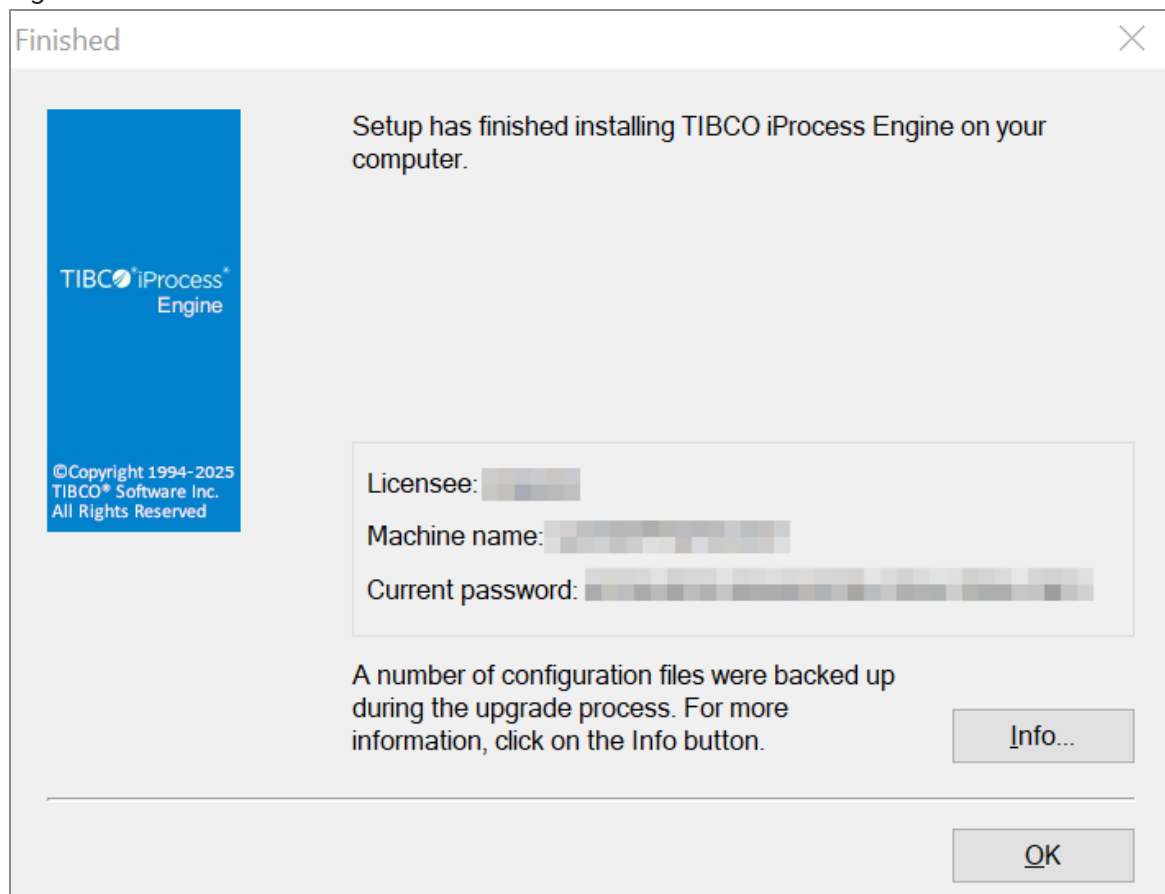 Finished
Setup has finished installing TIBCO iProcess Engine on your
computer.
TIBCO® iProcess®
Engine
©Copyright 1994-2025
TIBCO® Software Inc.
All Rights Reserved
Licensee:
Machine name:
Current password:
A number of configuration files were backed up
during the upgrade process. For more
information, click on the Info button.
Info...
OK